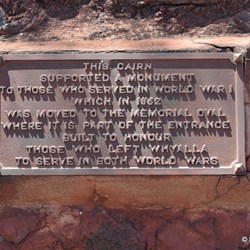 THIS CAIRN
SUPPORTED A MONUMENT
TO THOSE WHO SERVED IN WORLD WAR I
WHICH IN 1962
WAS MOVED TO THE MEMORIAL OVAL
WHERE IT IS PART OF THE ENTRANCE
BUILT TO HONOUR
THOSE WHO LEFT WHYALLA
TO SERVE IN BOTH WORLD WARS